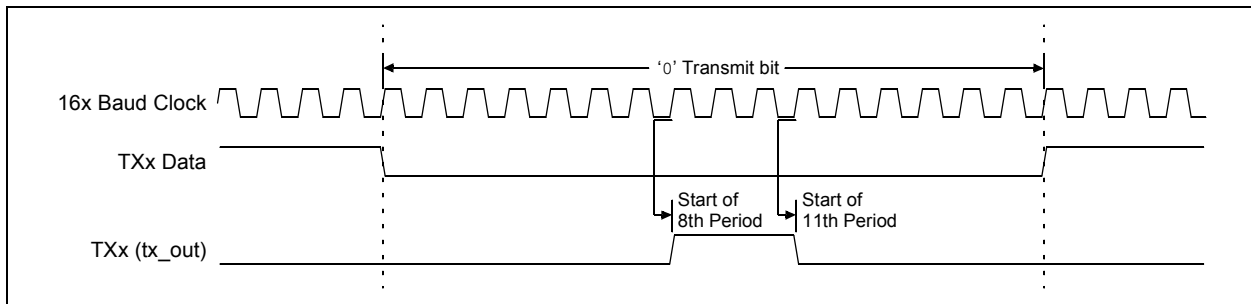 ‘0’ Transmit bit
16x Baud Clock
TXx Data
Start of
8th Period
Start of
11th Period
TXx (tx_out)